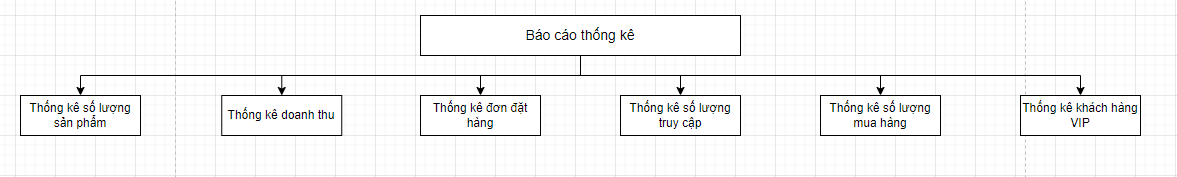 Báo cáo thống kê
Thống kê số lượng
sản phẩm
Thống kê doanh thu
Thống kê đơn đặt
hàng
Thống kê số lượng
truy cập
Thống kê số lượng
mua hàng
Thống kê khách hàng
VIP